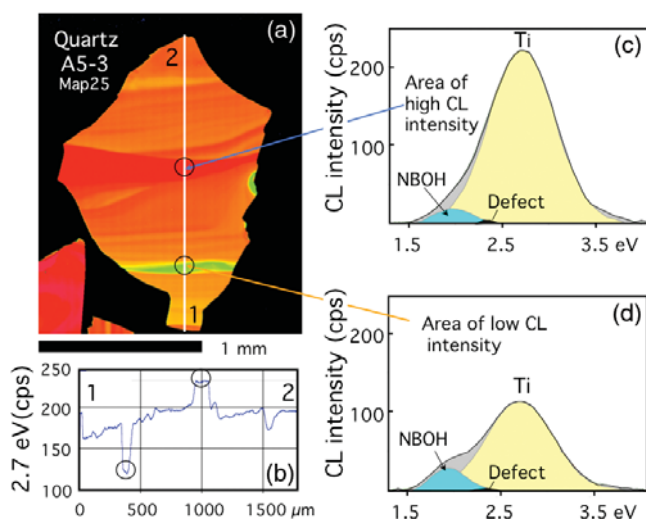 Quartz
A5-3
Map25
(a)
2
1
1 mm
Area of
high CL
intensity
Area of low CL
intensity
(c)
CL intensity (cps)
200
100
Ti
NBOH
Defect
1.5
2.5
3.5 eV
(d)
CL intensity (cps)
200
100
Ti
NBOH
Defect
1.5
2.5
3.5 eV
2.7 eV(cps)
250
200
150
100
1
2
(b)
0
500
1000
1500 μm